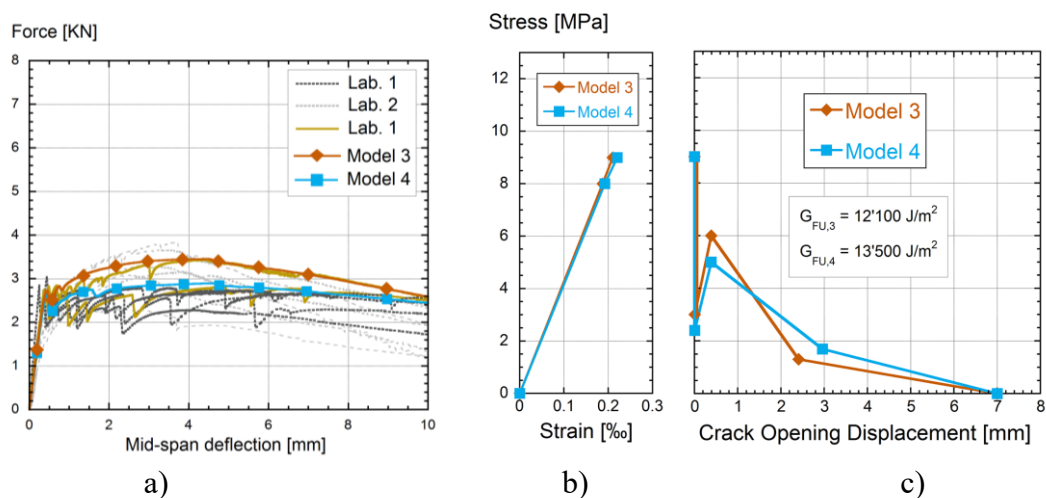 Force [KN]
8
7
6
5
4
3
2
1
0
Lab. 1
Lab. 2
Lab. 1
Model 3
Model 4
0 2 4 6 8 10
Mid-span deflection [mm]
a)
Stress [MPa]
12
10
8
6
4
2
0
Model 3
Model 4
0 0.1 0.2 0.3
Strain [‰]
b)
Model 3
Model 4
G_FU,3 = 12'100 J/m²
G_FU,4 = 13'500 J/m²
0 1 2 3 4 5 6 7 8
Crack Opening Displacement [mm]
c)